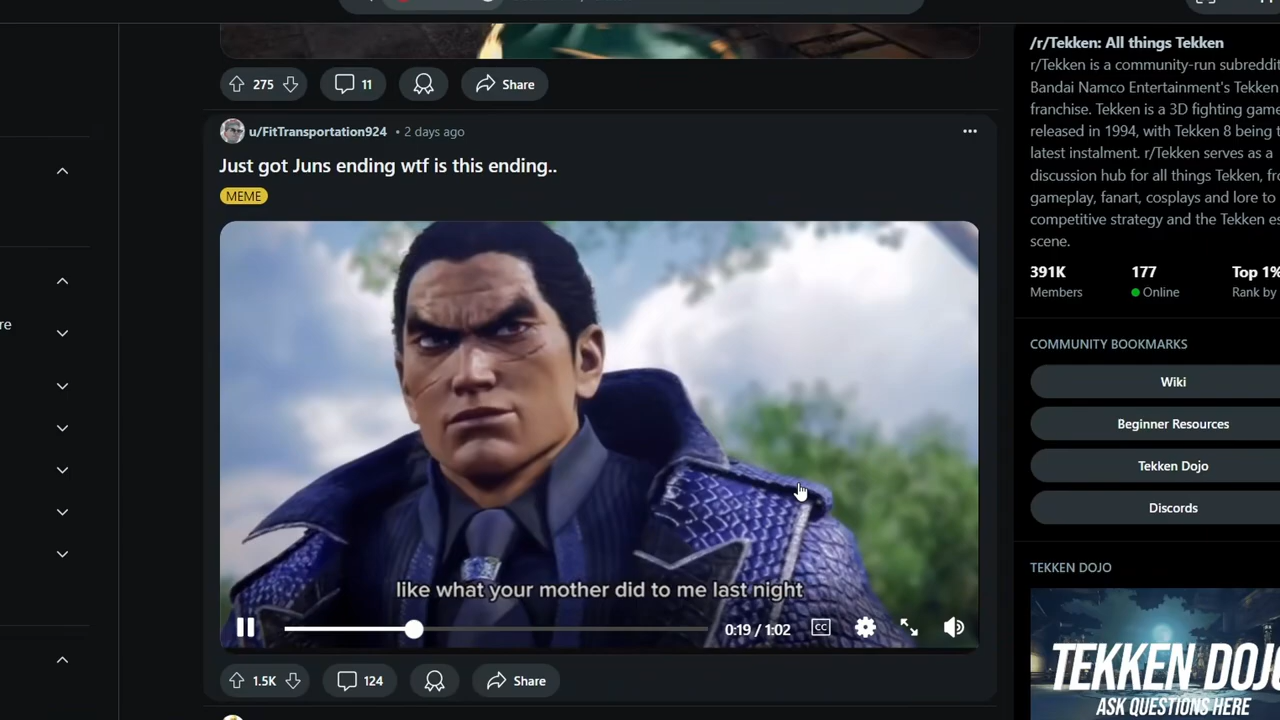 275
11
Share
u/FitTransportation924 • 2 days ago
Just got Juns ending wtf is this ending..
MEME
like what your mother did to me last night
0:19 / 1:02
CC
1.5K
124
Share
re
/r/Tekken: All things Tekken
r/Tekken is a community-run subreddit
Bandai Namco Entertainment's Tekken
franchise. Tekken is a 3D fighting game
released in 1994, with Tekken 8 being t
latest instalment. r/Tekken serves as a
discussion hub for all things Tekken, fr
gameplay, fanart, cosplays and lore to
competitive strategy and the Tekken es
scene.
391K
177
Top 1%
Members
Online
Rank by
COMMUNITY BOOKMARKS
Wiki
Beginner Resources
Tekken Dojo
Discords
TEKKEN DOJO
TEKKEN DOJO
ASK QUESTIONS HERE